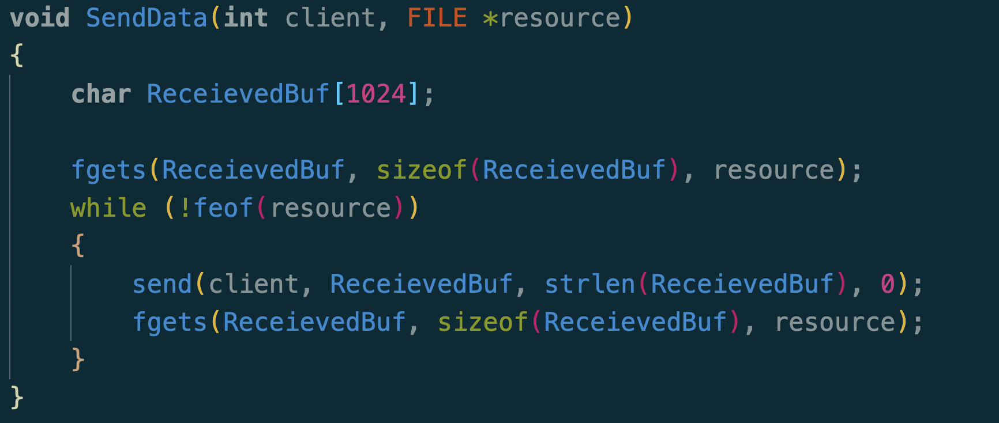 void SendData(int client, FILE *resource)
{
    char ReceievedBuf[1024];

    fgets(ReceievedBuf, sizeof(ReceievedBuf), resource);
    while (!feof(resource))
    {
        send(client, ReceievedBuf, strlen(ReceievedBuf), 0);
        fgets(ReceievedBuf, sizeof(ReceievedBuf), resource);
    }
}